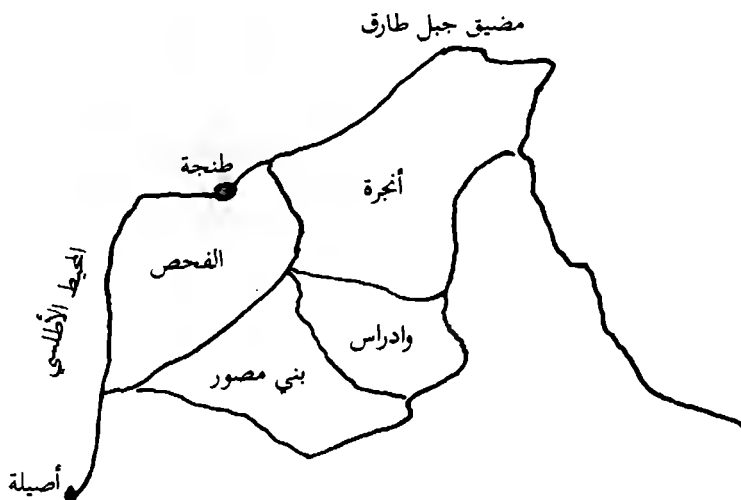 مضيق جبل طارق
طنجة
أنجرة
الفحص
المحيط الأطلسي
وادراس
بني مصور
أصيلة